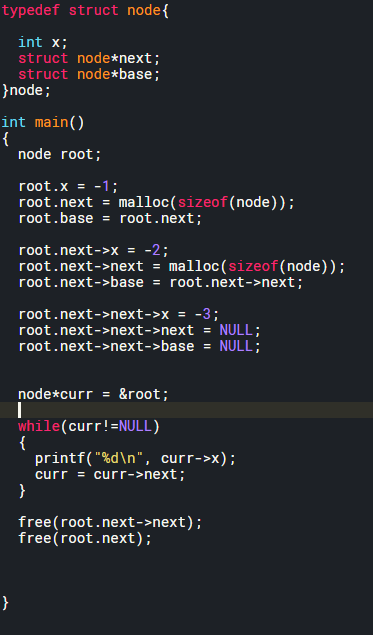 typedef struct node{
int x;
struct node*next;
struct node*base;
}node;
int main()
{
node root;
root.x = -1;
root.next = malloc(sizeof(node));
root.base = root.next;
root.next->x = -2;
root.next->next = malloc(sizeof(node));
root.next->base = root.next->next;
root.next->next->x = -3;
root.next->next->next = NULL;
root.next->next->base = NULL;
node*curr = &root;
while(curr!=NULL)
{
printf("%d\n", curr->x);
curr = curr->next;
}
free(root.next->next);
free(root.next);
}